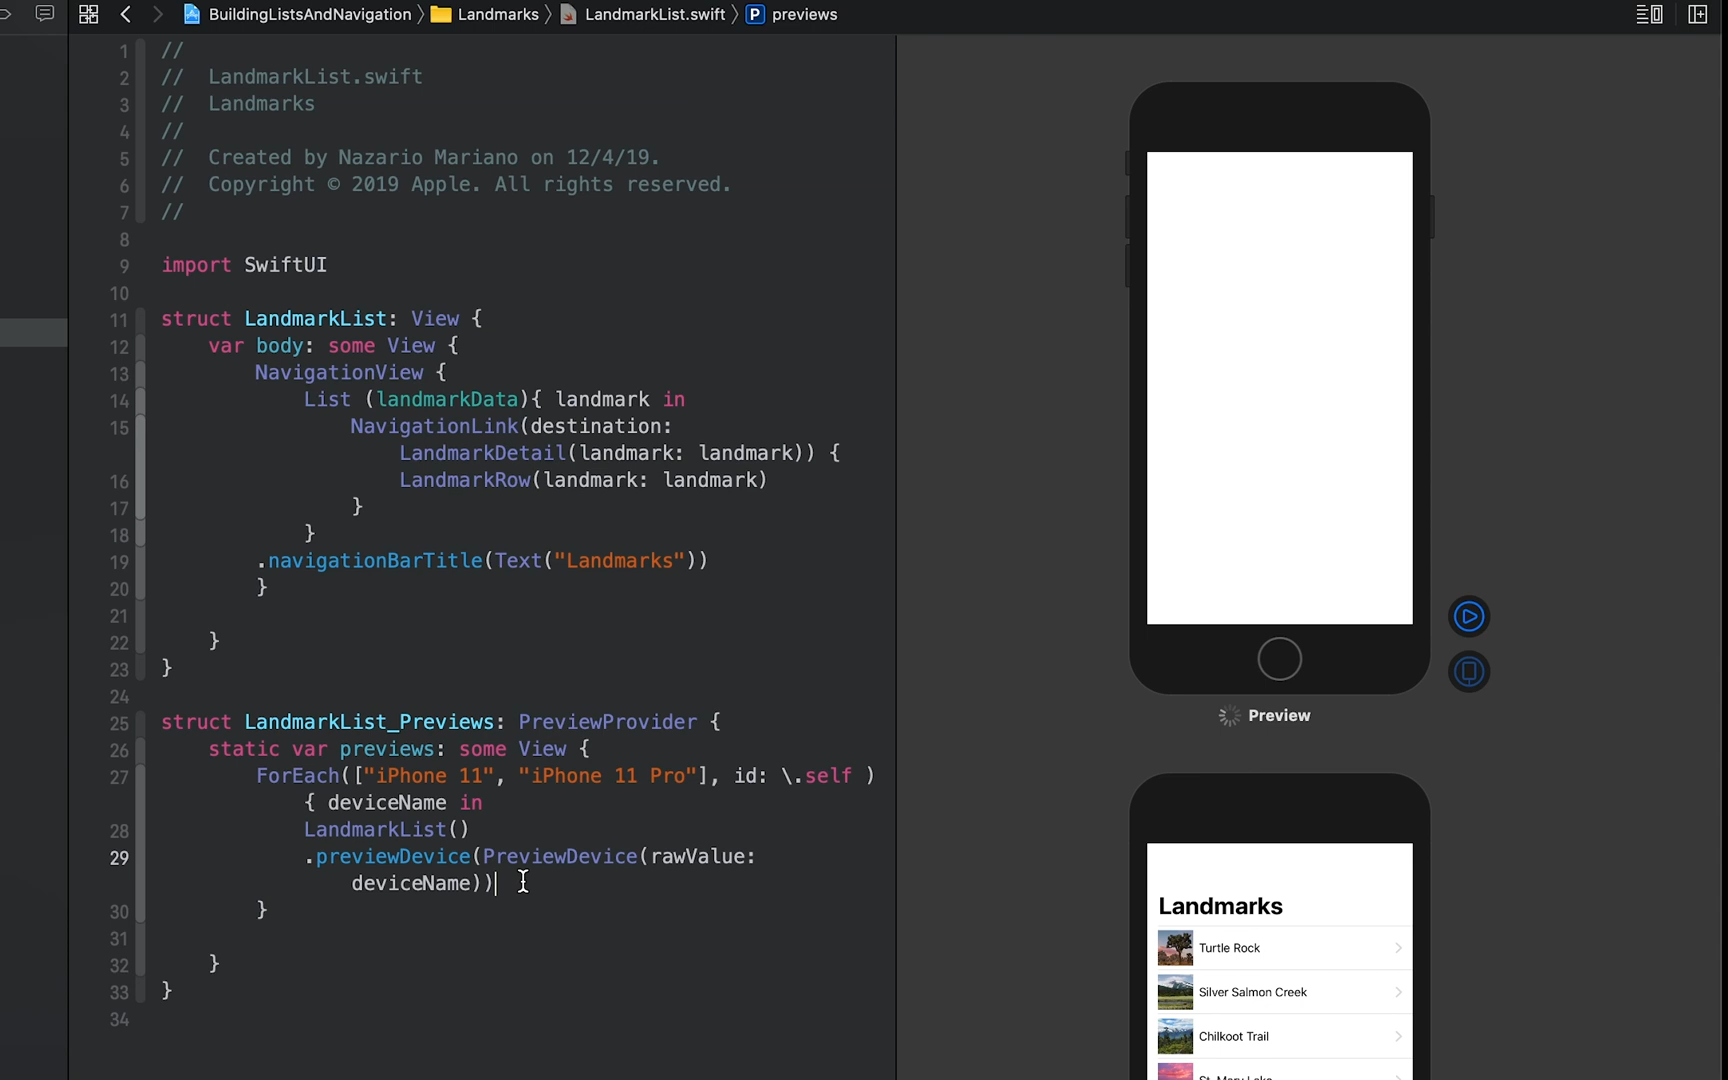 BuildingListsAndNavigation Landmarks LandmarkList.swift P previews
1 //
2 // LandmarkList.swift
3 // Landmarks
4 //
5 // Created by Nazario Mariano on 12/4/19.
6 // Copyright © 2019 Apple. All rights reserved.
7 //
8
9 import SwiftUI
10
11 struct LandmarkList: View {
12 var body: some View {
13 NavigationView {
14 List (landmarkData){ landmark in
15 NavigationLink(destination:
LandmarkDetail(landmark: landmark)) {
16 LandmarkRow(landmark: landmark)
17 }
18 }
19 .navigationBarTitle(Text("Landmarks"))
20 }
21
22 }
23 }
24
25 struct LandmarkList_Previews: PreviewProvider {
26 static var previews: some View {
27 ForEach(["iPhone 11", "iPhone 11 Pro"], id: \.self )
{ deviceName in
28 LandmarkList()
29 .previewDevice(PreviewDevice(rawValue:
deviceName))
30 }
31
32 }
33 }
34
Preview
Landmarks
Turtle Rock
Silver Salmon Creek
Chilkoot Trail
St. Mary Lake